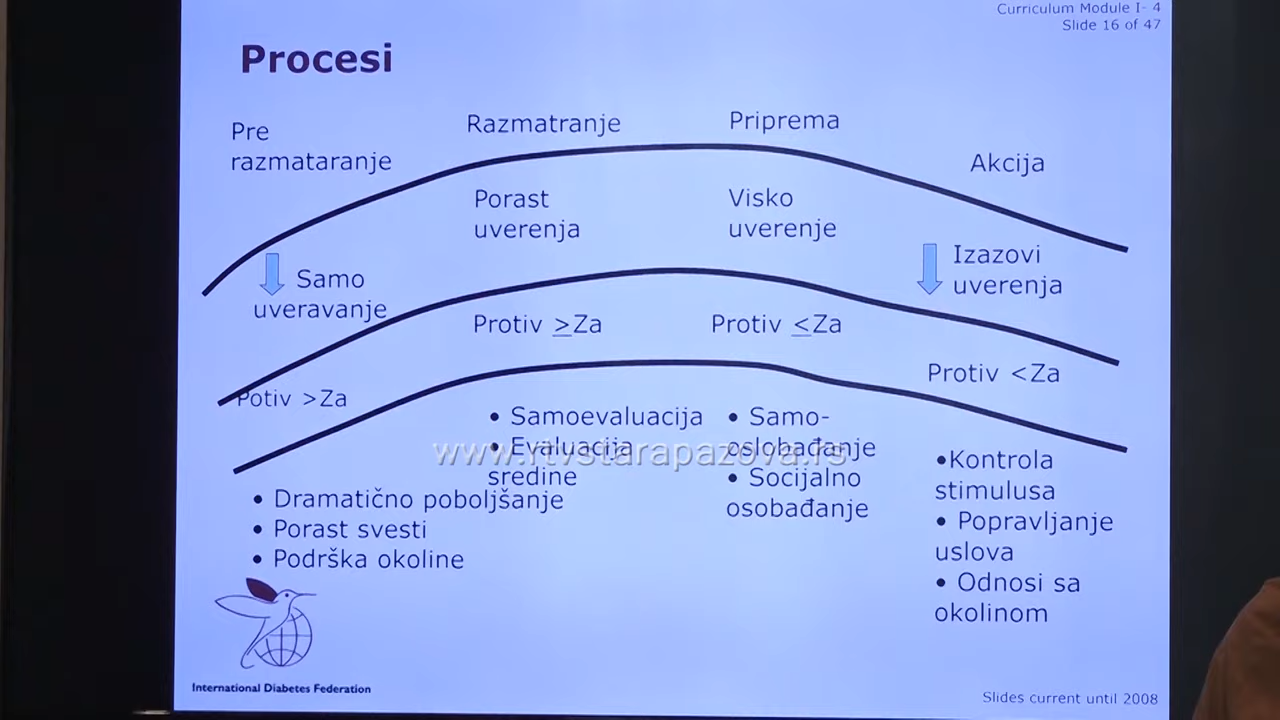 Curriculum Module I- 4
Slide 16 of 47
Procesi
Pre
razmataranje
Razmatranje
Priprema
Akcija
Samo
uveravanje
Porast
uverenja
Visko
uverenje
Izazovi
uverenja
Potiv >Za
Protiv ≥Za
Protiv ≤Za
Protiv <Za
• Dramatično poboljšanje
• Porast svesti
• Podrška okoline
• Samoevaluacija
• Evaluacija
sredine
• Samo-
oslobađanje
• Socijalno
osobađanje
•Kontrola
stimulusa
• Popravljanje
uslova
• Odnosi sa
okolinom
www.rtvstarapazova.rs
International Diabetes Federation
Slides current until 2008